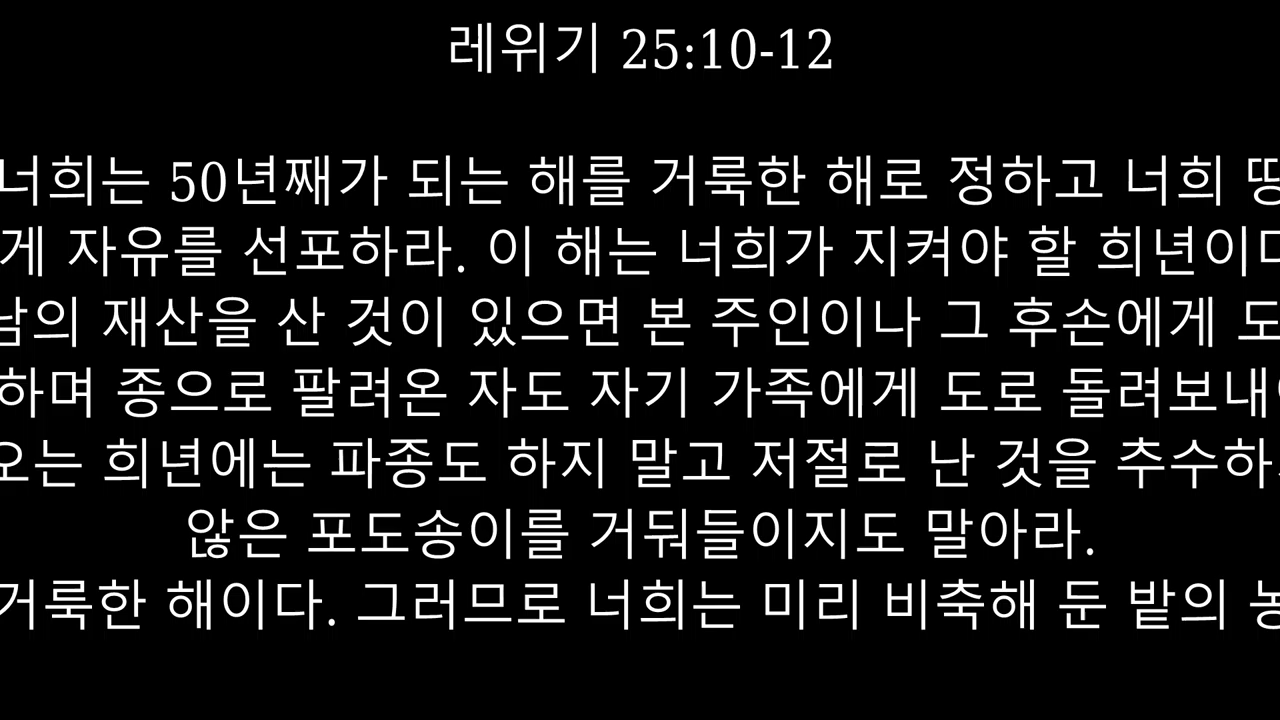 레위기 25:10-12
너희는 50년째가 되는 해를 거룩한 해로 정하고 너희
게 자유를 선포하라. 이 해는 너희가 지켜야 할 희년이
남의 재산을 산 것이 있으면 본 주인이나 그 후손에게 도
하며 종으로 팔려온 자도 자기 가족에게 도로 돌려보내
오는 희년에는 파종도 하지 말고 저절로 난 것을 추수하
않은 포도송이를 거둬들이지도 말아라.
거룩한 해이다. 그러므로 너희는 미리 비축해 둔 밭의